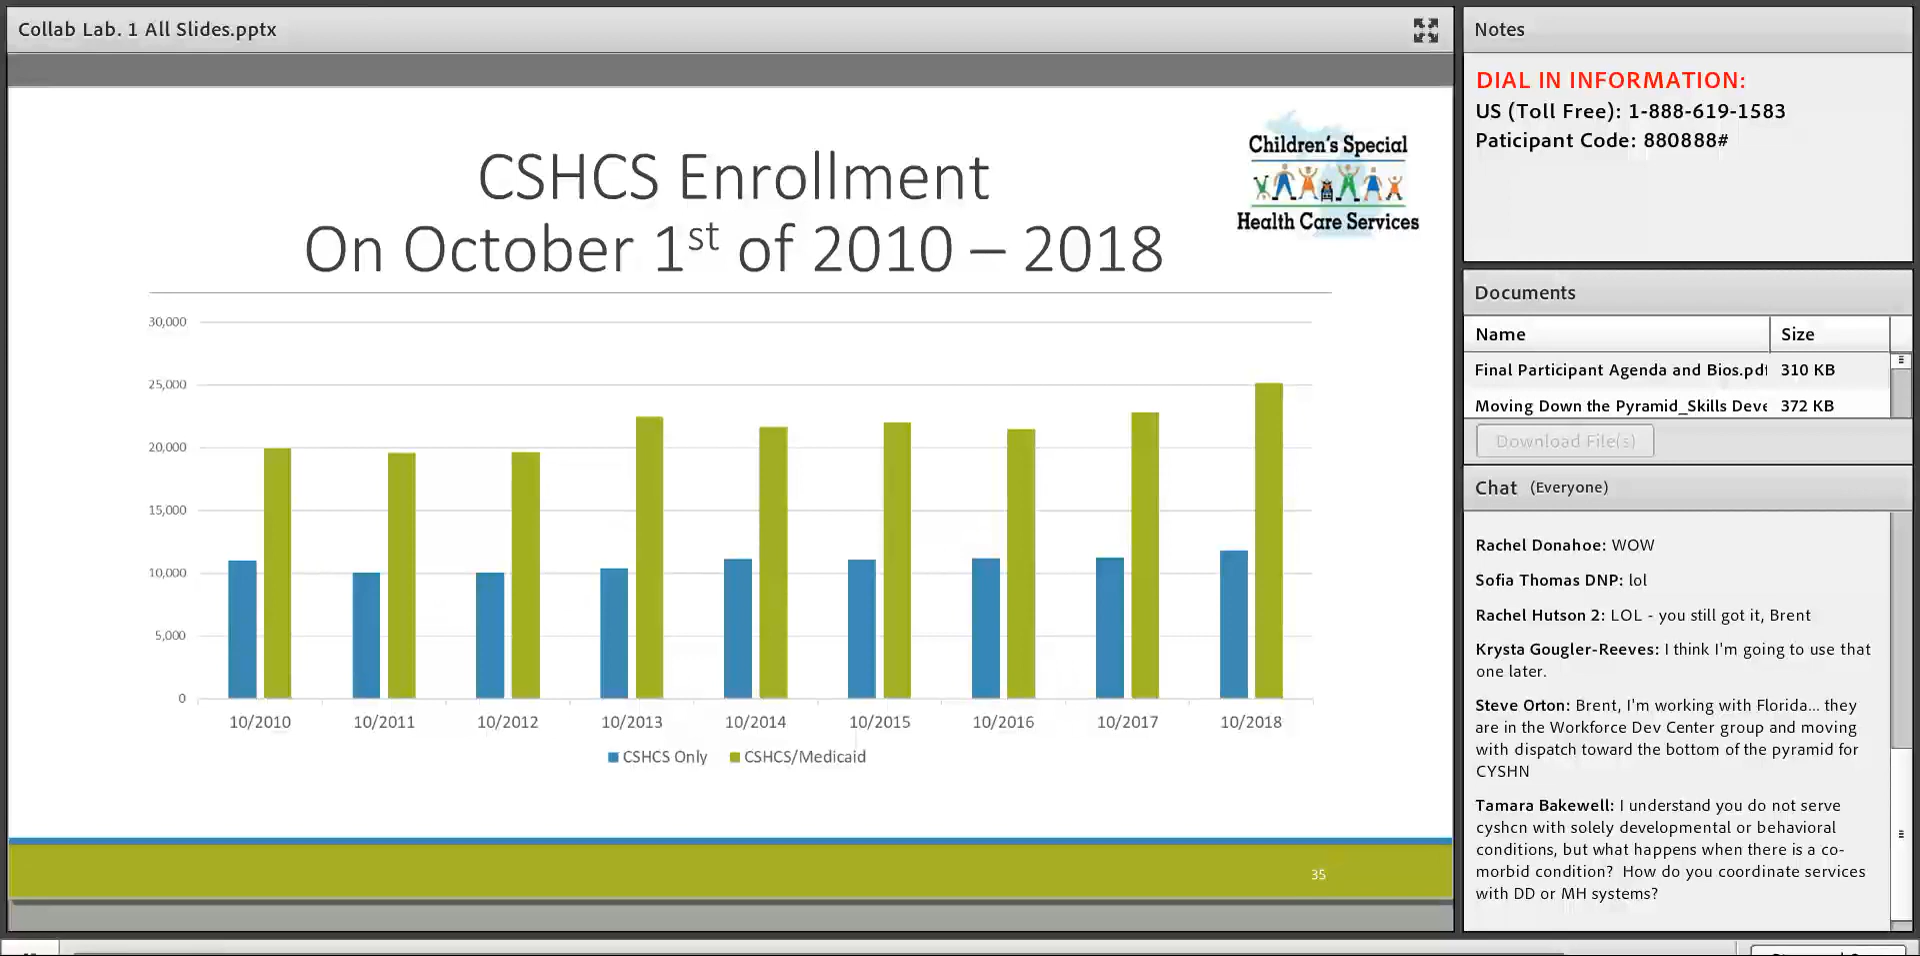 Collab Lab. 1 All Slides.pptx
CSHCS Enrollment
On October 1st of 2010 – 2018
Children's Special
Health Care Services
30,000
25,000
20,000
15,000
10,000
5,000
0
10/2010 10/2011 10/2012 10/2013 10/2014 10/2015 10/2016 10/2017 10/2018
CSHCS Only CSHCS/Medicaid
35
Notes
DIAL IN INFORMATION:
US (Toll Free): 1-888-619-1583
Paticipant Code: 880888#
Documents
Name Size
Final Participant Agenda and Bios.pdf 310 KB
Moving Down the Pyramid_Skills Deve 372 KB
Download File(s)
Chat (Everyone)
Rachel Donahoe: WOW
Sofia Thomas DNP: lol
Rachel Hutson 2: LOL - you still got it, Brent
Krysta Gougler-Reeves: I think I'm going to use that
one later.
Steve Orton: Brent, I'm working with Florida... they
are in the Workforce Dev Center group and moving
with dispatch toward the bottom of the pyramid for
CYSHN
Tamara Bakewell: I understand you do not serve
cyshcn with solely developmental or behavioral
conditions, but what happens when there is a co-
morbid condition? How do you coordinate services
with DD or MH systems?